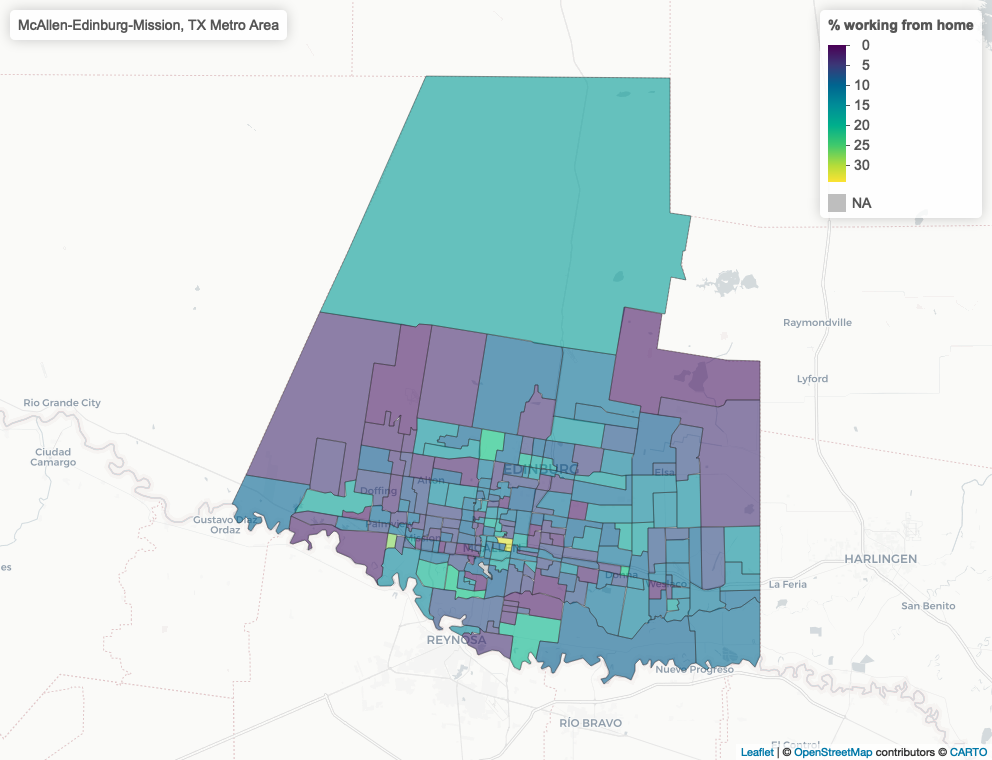 McAllen-Edinburg-Mission, TX Metro Area
% working from home
0
5
10
15
20
25
30
NA
Raymondville
Lyford
Rio Grande City
Ciudad
Camargo
EDINBURG
Elsa
Alton
Doffing
Gustavo Díaz
Ordaz
Palmview
Mission
MCALLEN
HARLINGEN
es
Donna
Weslaco
La Feria
San Benito
REYNOSA
Nuevo Progreso
RÍO BRAVO
El Control
Leaflet | © OpenStreetMap contributors © CARTO